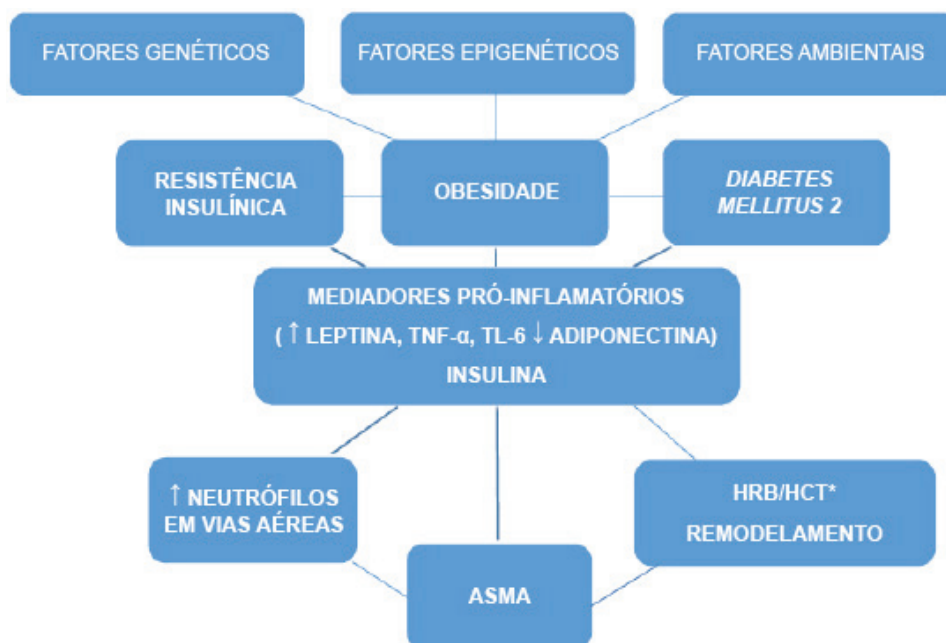 FATORES GENÉTICOS
FATORES EPIGENÉTICOS
FATORES AMBIENTAIS
RESISTÊNCIA
INSULÍNICA
OBESIDADE
DIABETES
MELLITUS 2
MEDIADORES PRÓ-INFLAMATÓRIOS
( ↑ LEPTINA, TNF-α, TL-6 ↓ ADIPONECTINA)
INSULINA
↑ NEUTRÓFILOS
EM VIAS AÉREAS
HRB/HCT*
REMODELAMENTO
ASMA